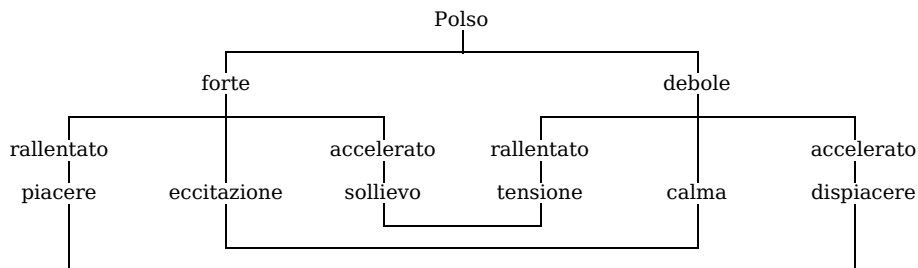 Polso
forte debole
rallentato accelerato rallentato accelerato
piacere eccitazione sollievo tensione calma dispiacere